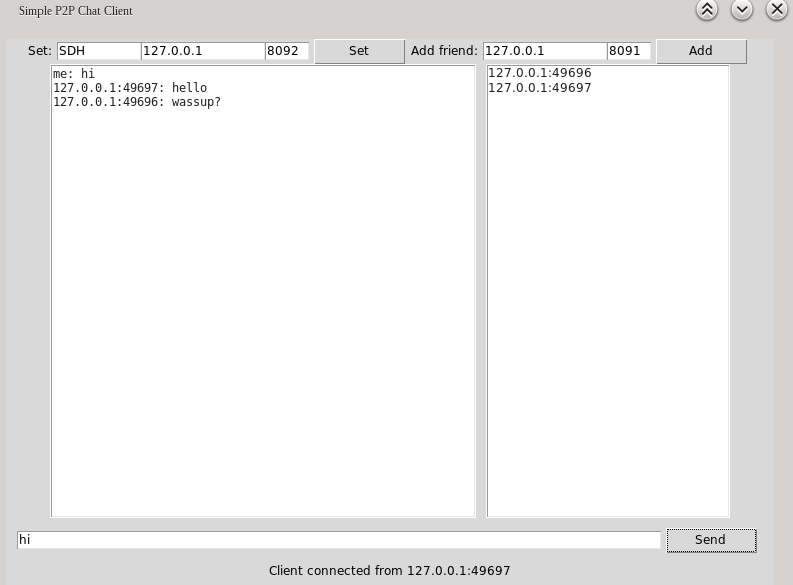 Simple P2P Chat Client
Set: SDH 127.0.0.1 8092 Set Add friend: 127.0.0.1 8091 Add
me: hi
127.0.0.1:49697: hello
127.0.0.1:49696: wassup?
127.0.0.1:49696
127.0.0.1:49697
hi Send
Client connected from 127.0.0.1:49697